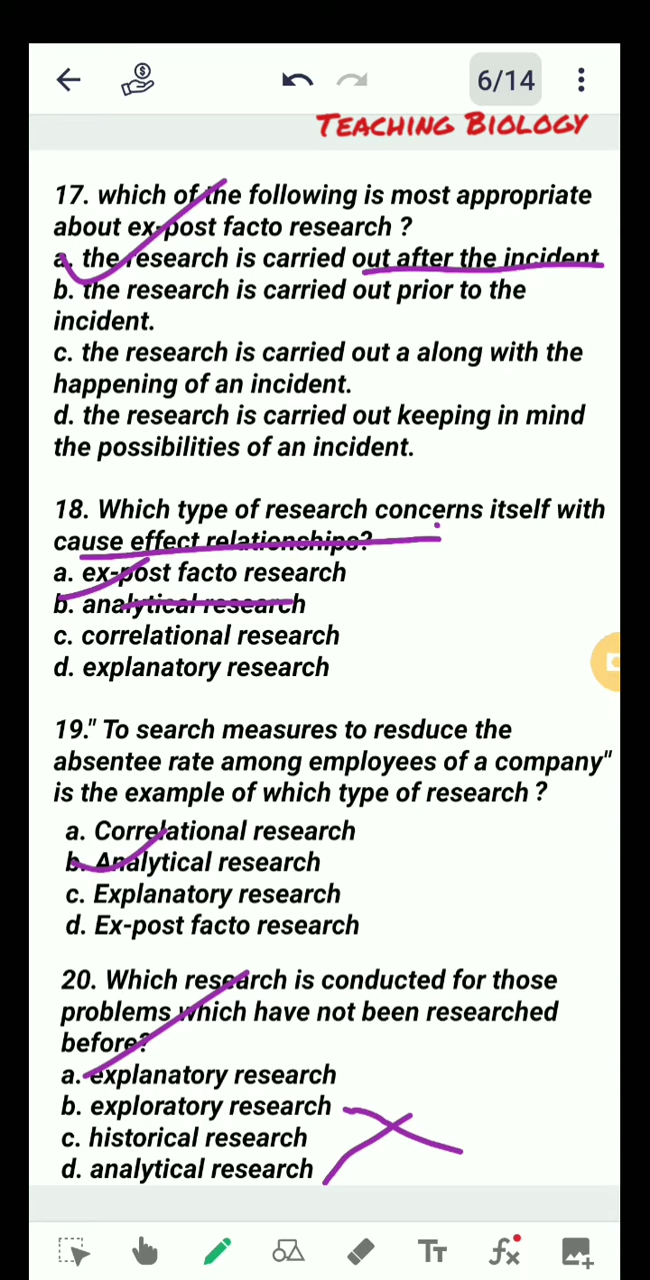 6/14
TEACHING BIOLOGY
17. which of the following is most appropriate
about ex-post facto research ?
a. the research is carried out after the incident
b. the research is carried out prior to the
incident.
c. the research is carried out a along with the
happening of an incident.
d. the research is carried out keeping in mind
the possibilities of an incident.
18. Which type of research concerns itself with
cause effect relationships?
a. ex-post facto research
b. analytical research
c. correlational research
d. explanatory research
19." To search measures to resduce the
absentee rate among employees of a company"
is the example of which type of research ?
a. Correlational research
b. Analytical research
c. Explanatory research
d. Ex-post facto research
20. Which research is conducted for those
problems which have not been researched
before?
a. explanatory research
b. exploratory research
c. historical research
d. analytical research
TT
fx